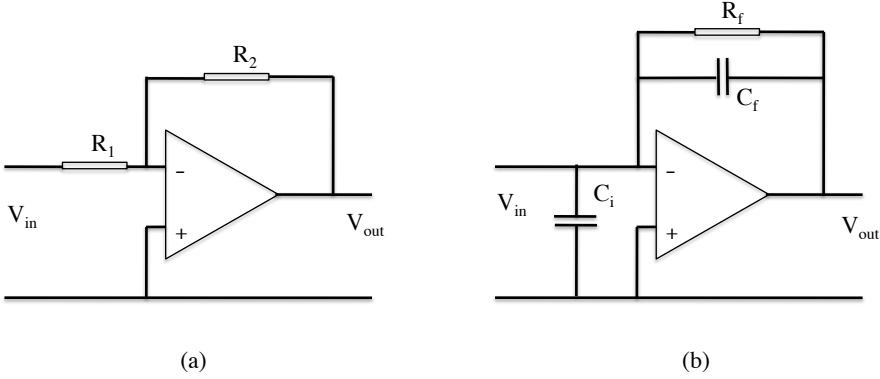 R2
R1
-
+
Vin
Vout
(a)
Rf
Cf
-
+
Ci
Vin
Vout
(b)